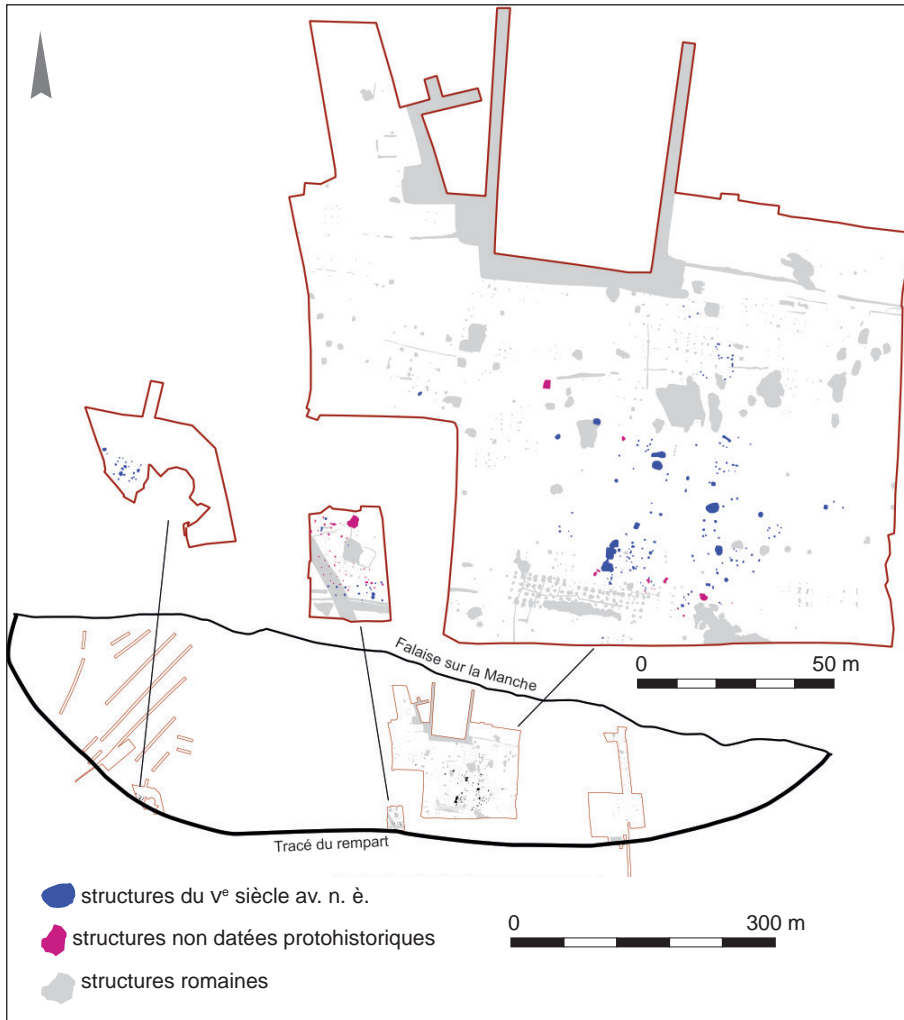 0 50 m
Falaise sur la Manche
Tracé du rempart
structures du Ve siècle av. n. è.
structures non datées protohistoriques
structures romaines
0 300 m